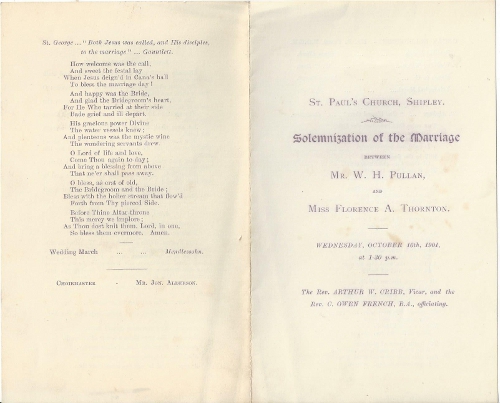 St. George ... " Both Jesus was called, and His disciples,
to the marriage" ... Gauntlett.
How welcome was the call,
And sweet the festal lay
When Jesus deign'd in Cana's hall
To bless the marriage day !
And happy was the Bride,
And glad the Bridegroom's heart,
For He Who tarried at their side
Bade grief and ill depart.
His gracious power Divine
The water vessels knew ;
And plenteous was the mystic wine
The wondering servants drew.
O Lord of life and love,
Come Thou again to day ;
And bring a blessing from above
That ne'er shall pass away.
O bless, as erst of old,
The Bridegroom and the Bride ;
Bless with the holier stream that flow'd
Forth from Thy pierced Side.
Before Thine Altar throne
This mercy we implore ;
As Thou dost knit them, Lord, in one,
So bless them evermore. Amen.
Wedding March ... ... Mendelssohn.
Choirmaster - Mr. Jon. Alderson.
St. Paul's Church, Shipley.
Solemnization of the Marriage
BETWEEN
Mr. W. H. Pullan,
AND
Miss Florence A. Thornton.
WEDNESDAY, OCTOBER 16th, 1901,
at 1-30 p.m.
The Rev. ARTHUR W. CRIBB, Vicar, and the
Rev. C. OWEN FRENCH, B.A., officiating.